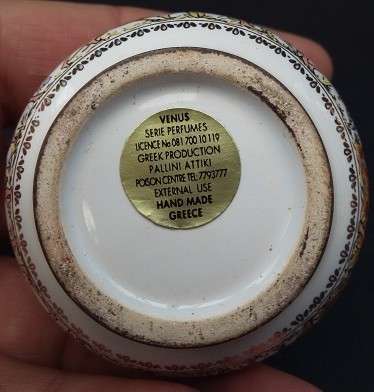 VENUS
SERIE PERFUMES
LICENCE No 081 700 10 119
GREEK PRODUCTION
PALLINI ATTIKI
POISON CENTRE TEL: 7793777
EXTERNAL USE
HAND MADE
GREECE